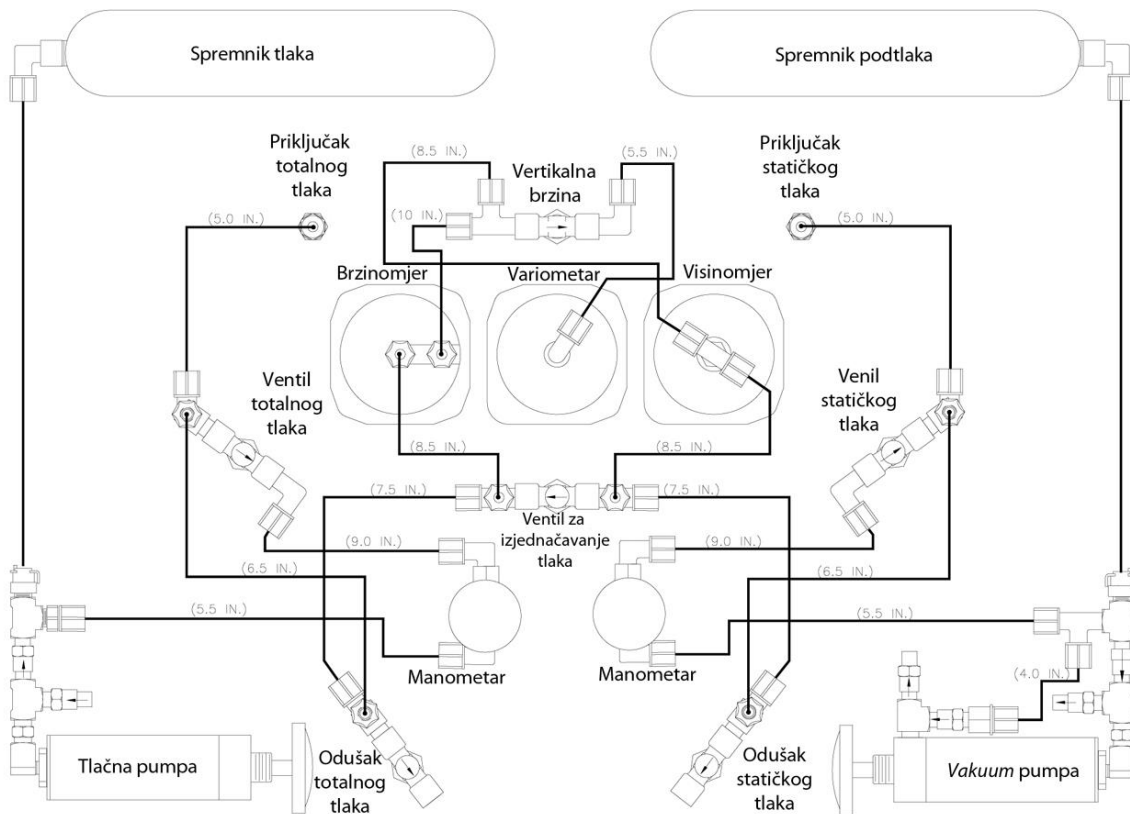 Spremnik tlaka
Spremnik podtlaka
Priključak
totalnog
tlaka
(8.5 IN.)
Vertikalna
brzina
(5.5 IN.)
Priključak
statičkog
tlaka
(5.0 IN.)
(10 IN.)
(5.0 IN.)
Brzinomjer
Variometar
Visinomjer
Ventil
totalnog
tlaka
Venil
statičkog
tlaka
(8.5 IN.)
(8.5 IN.)
(7.5 IN.)
(7.5 IN.)
Ventil za
izjednačavanje
tlaka
(9.0 IN.)
(9.0 IN.)
(6.5 IN.)
(6.5 IN.)
(5.5 IN.)
(5.5 IN.)
Manometar
Manometar
(4.0 IN.)
Tlačna pumpa
Odušak
totalnog
tlaka
Odušak
statičkog
tlaka
Vakuum pumpa